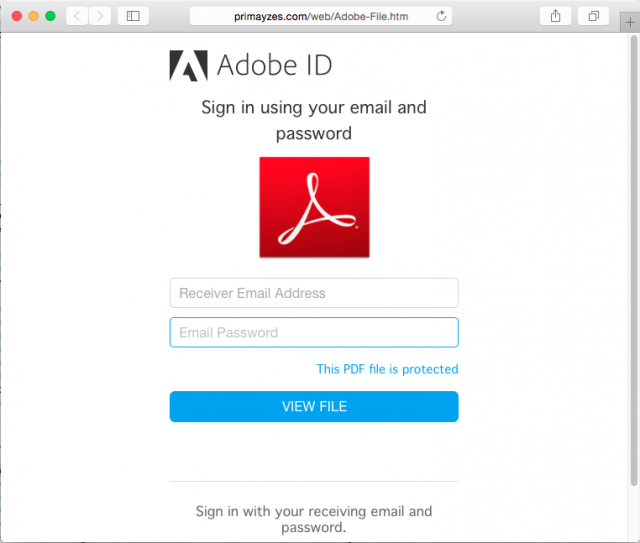 primayzes.com/web/Adobe-File.htm
Adobe ID
Sign in using your email and
password
Receiver Email Address
Email Password
This PDF file is protected
VIEW FILE
Sign in with your receiving email and
password.